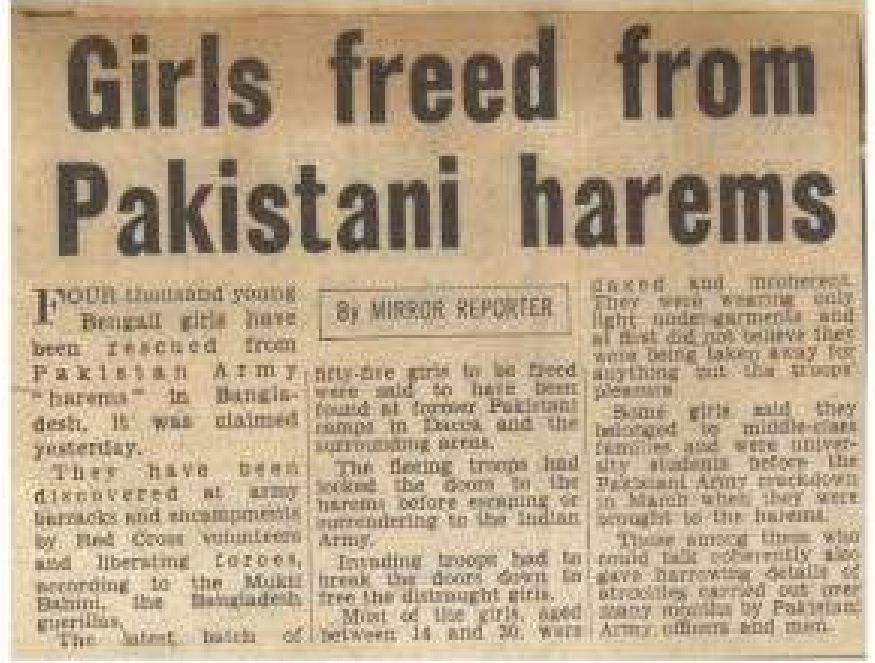 Girls freed from
Pakistani harems
FOUR thousand young
Bengali girls have
been rescued from
Pakistan Army
"harems" in Bangla-
desh, it was claimed
yesterday.
They have been
discovered at army
barracks and encampments
by Red Cross volunteers
and liberating forces,
according to the Mukti
Bahini, the Bangladesh
guerillas.
The latest batch of
By MIRROR REPORTER
fifty-five girls to be freed
were said to have been
found at former Pakistani
camps in Dacca and the
surrounding areas.
The fleeing troops had
locked the doors to the
harems before escaping or
surrendering to the Indian
Army.
Invading troops had to
break the doors down to
free the distraught girls.
Most of the girls, aged
between 14 and 30, were
dazed and incoherent.
They were wearing only
light under-garments and
at first did not believe they
were being taken away for
anything but the troops'
pleasure
Some girls said they
belonged to middle-class
families and were univer-
sity students before the
Pakistani Army crackdown
in March when they were
brought to the harems.
Those among them who
could talk coherently also
gave harrowing details of
atrocities carried out over
many months by Pakistani
Army officers and men.